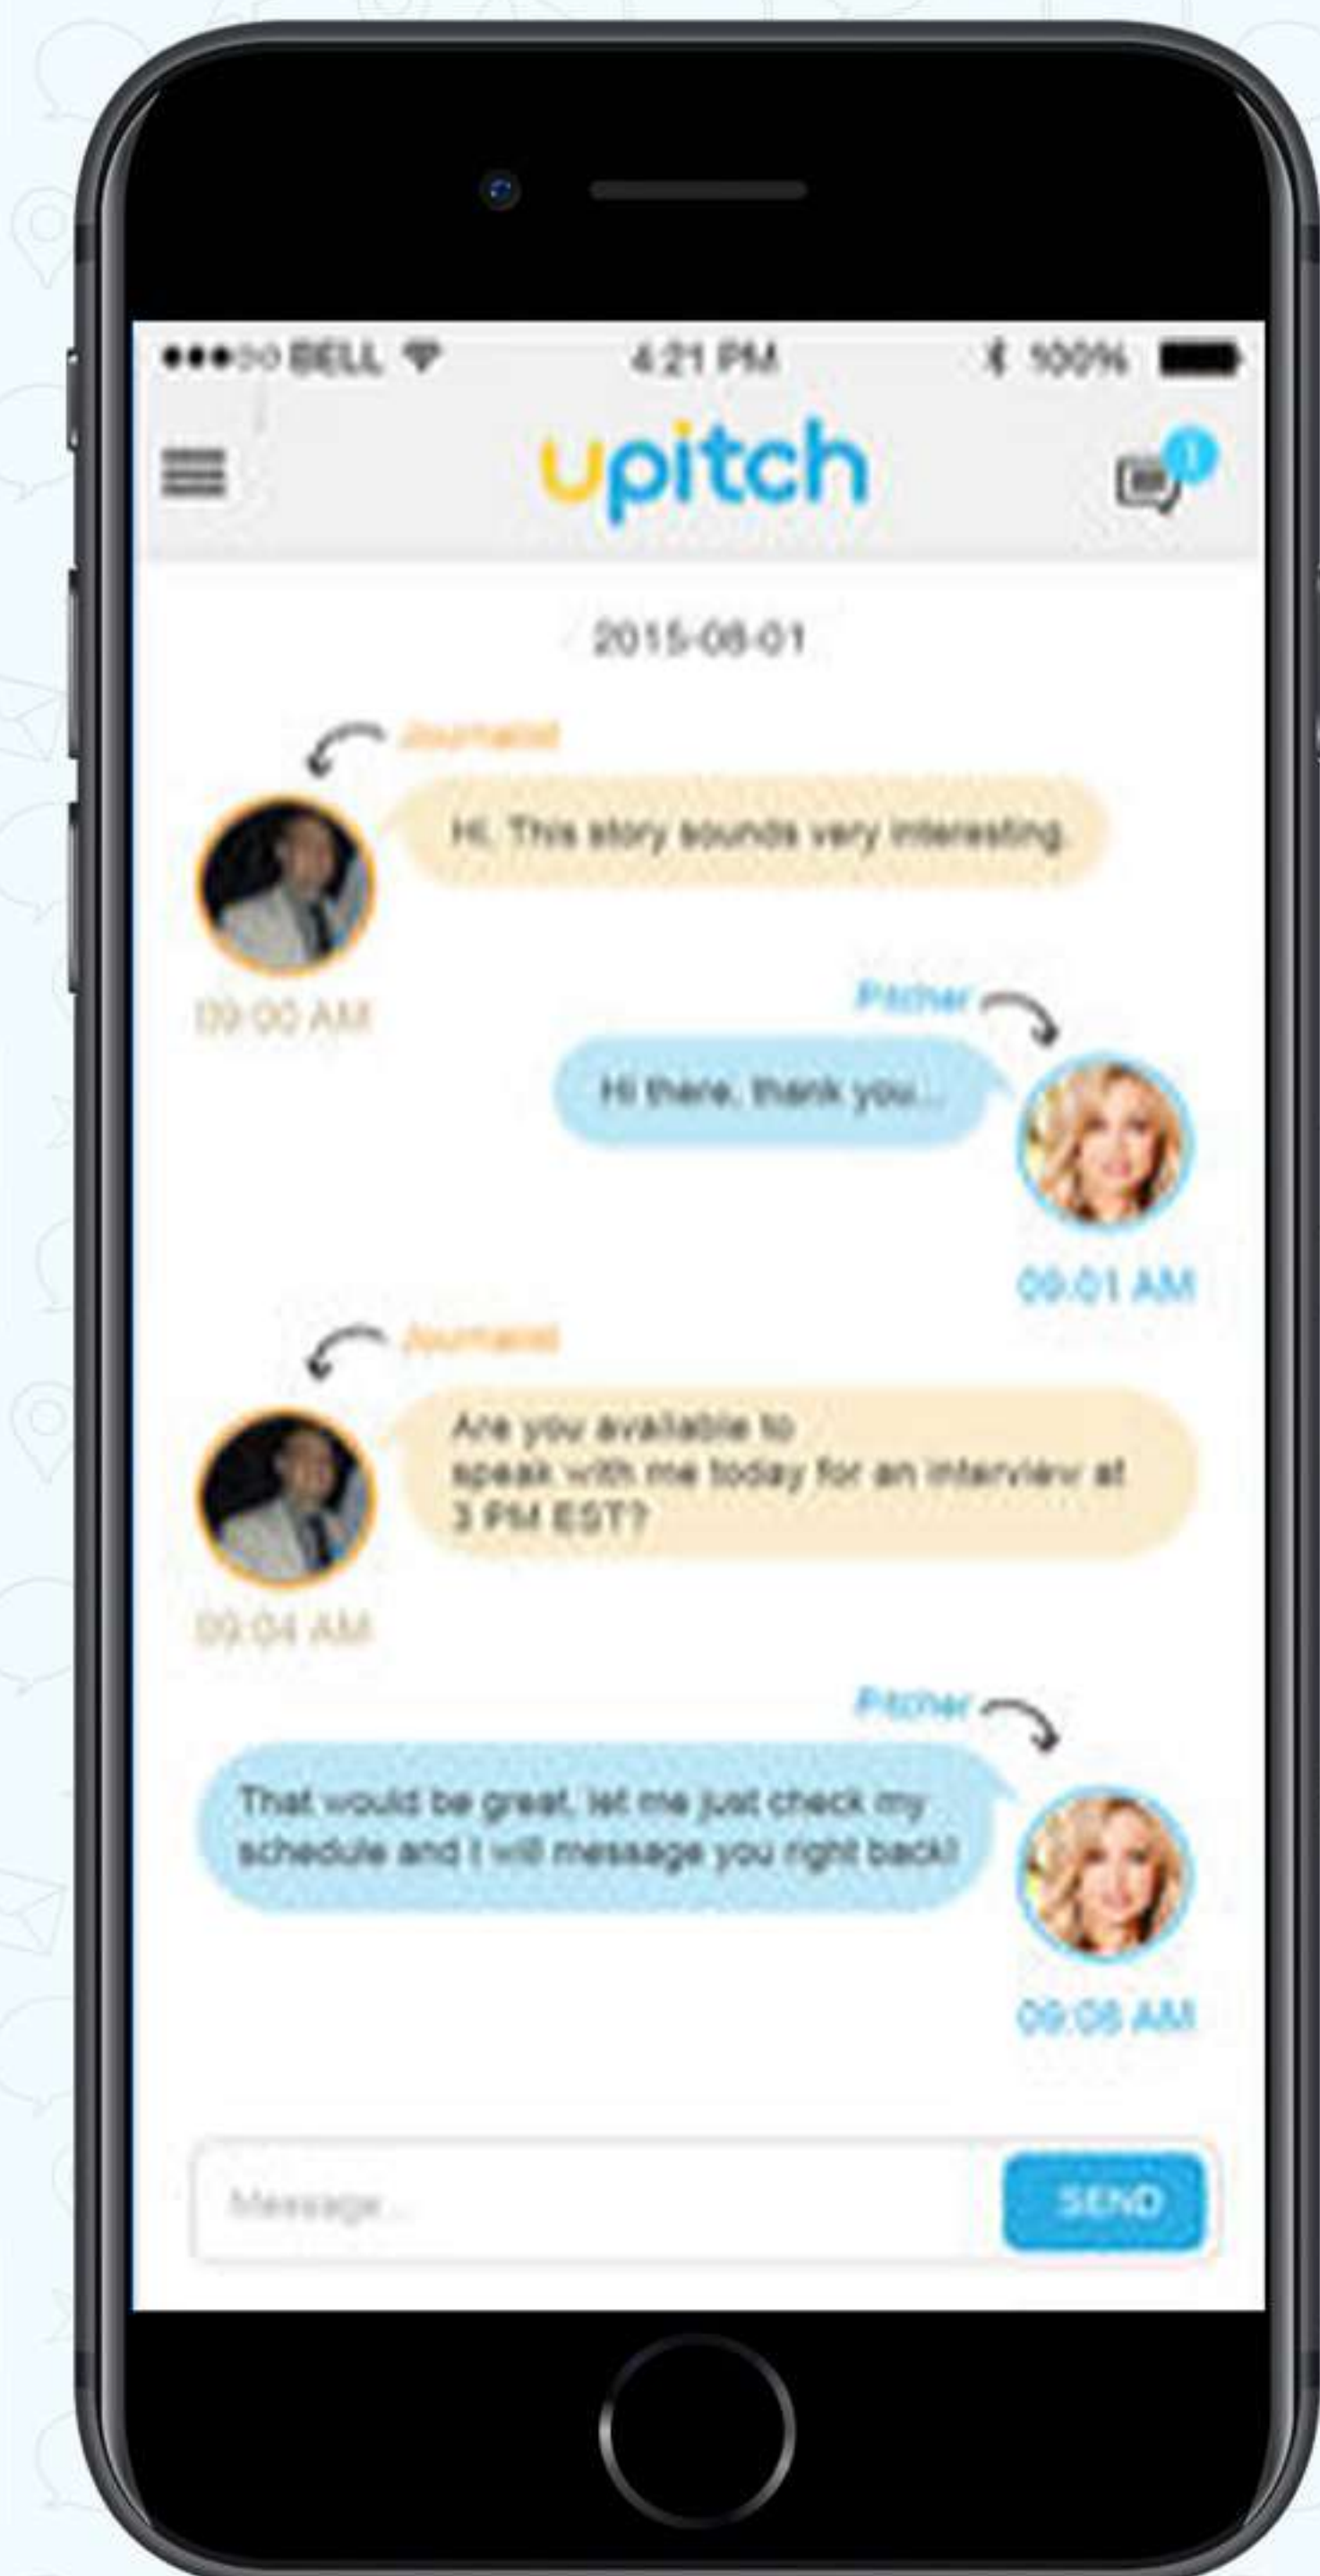 BELL 4:21 PM 100%
upitch
1
2015-08-01
Journalist
Hi. This story sounds very interesting.
09:00 AM
Pitcher
Hi there, thank you...
09:01 AM
Journalist
Are you available to
speak with me today for an interview at
3 PM EST?
09:04 AM
Pitcher
That would be great, let me just check my
schedule and I will message you right back!
09:08 AM
Message...
SEND